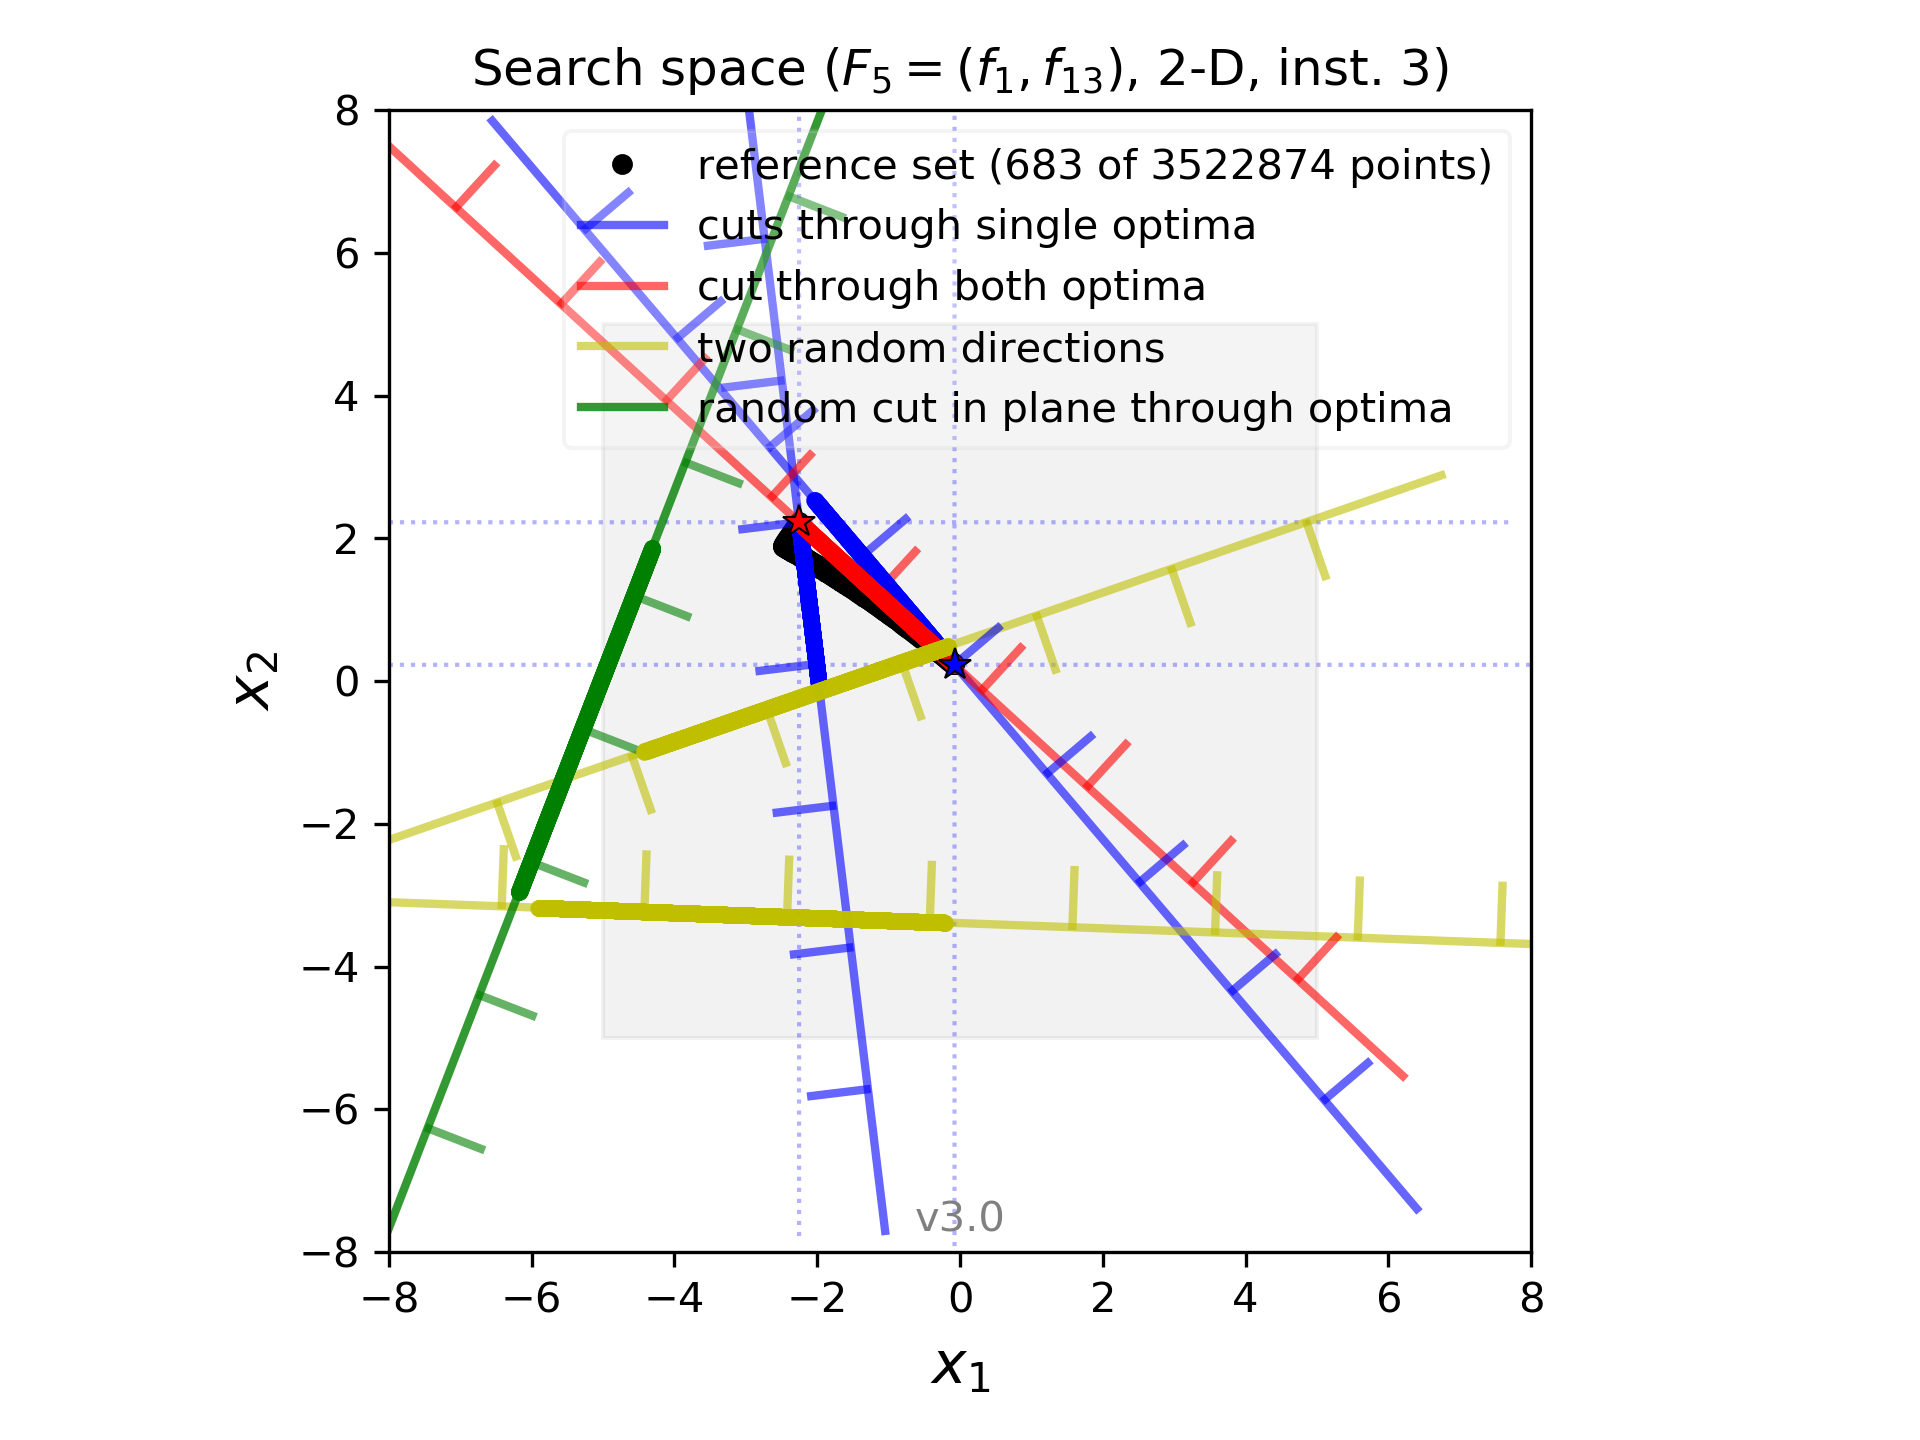 Search space (F5 = (f1, f13), 2-D, inst. 3)
reference set (683 of 3522874 points)
cuts through single optima
cut through both optima
two random directions
random cut in plane through optima
8
6
4
2
0
−2
−4
−6
−8
x2
v3.0
−8 −6 −4 −2 0 2 4 6 8
x1